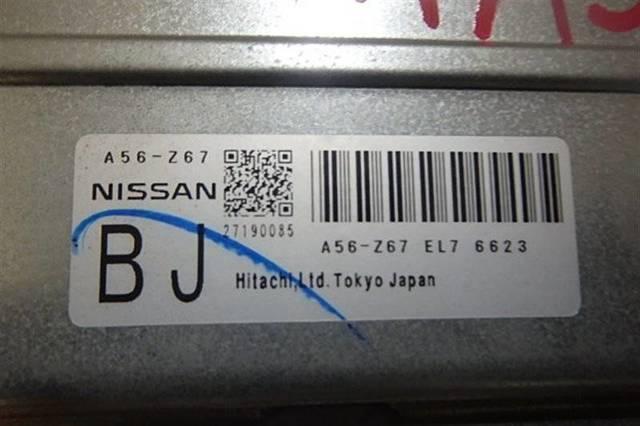 A56-Z67
NISSAN
27190085
BJ
A56-Z67 EL7 6623
Hitachi,Ltd. Tokyo Japan